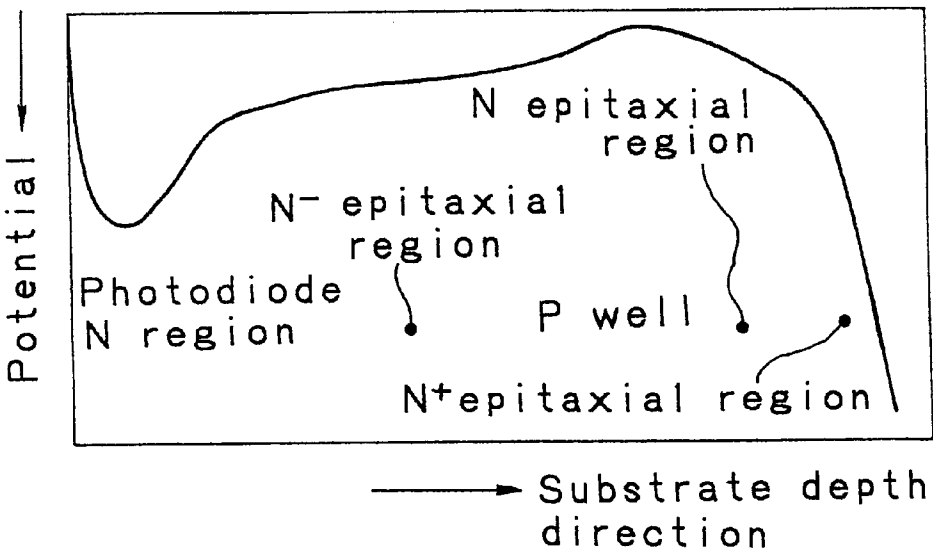 Potential
N epitaxial
region
N⁻ epitaxial
region
Photodiode
N region
P well
N⁺epitaxial region
Substrate depth
direction